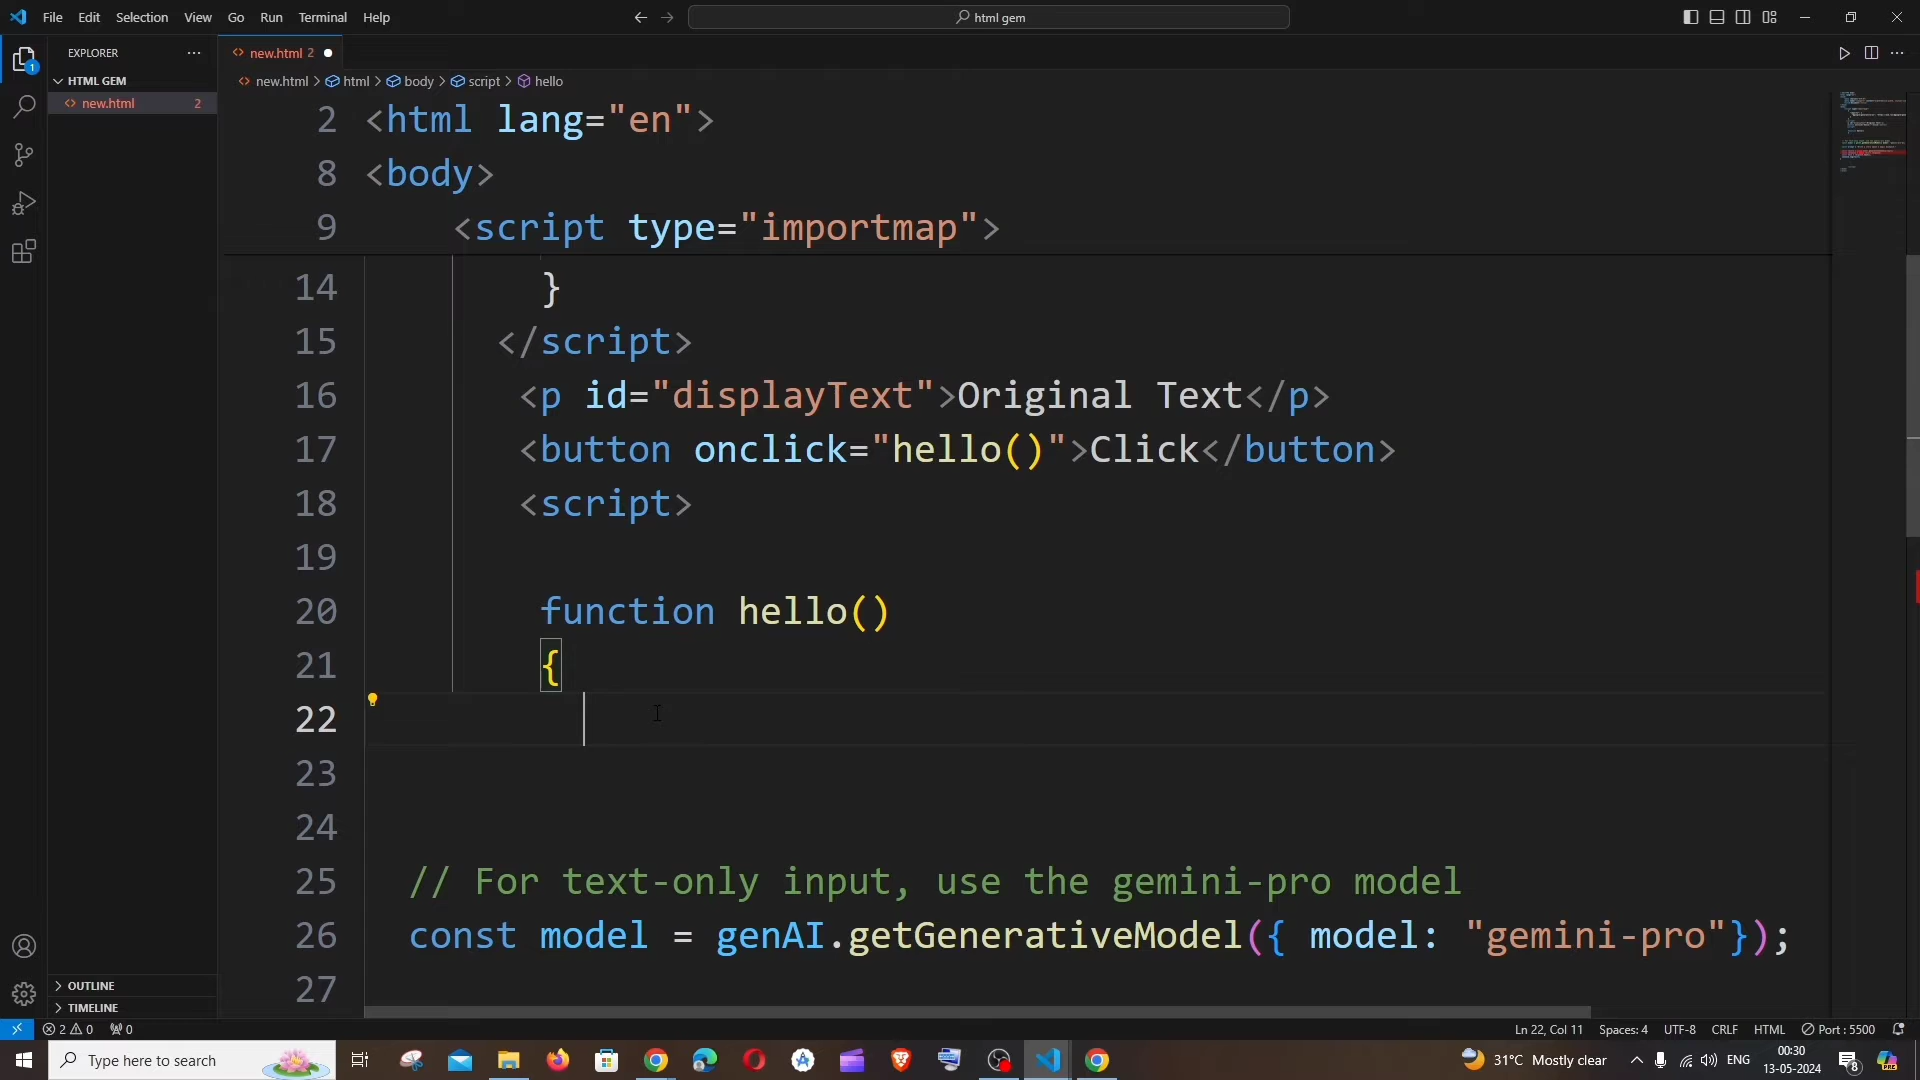 File Edit Selection View Go Run Terminal Help
html gem
EXPLORER
HTML GEM
new.html 2
1
new.html 2
new.html > html > body > script > hello
2 <html lang="en">
8 <body>
9 <script type="importmap">
14 }
15 </script>
16 <p id="displayText">Original Text</p>
17 <button onclick="hello()">Click</button>
18 <script>
19
20 function hello()
21 {
22
23
24
25 // For text-only input, use the gemini-pro model
26 const model = genAI.getGenerativeModel({ model: "gemini-pro"});
27
OUTLINE
TIMELINE
2 0 0
Ln 22, Col 11 Spaces: 4 UTF-8 CRLF HTML Port : 5500
Type here to search
31°C Mostly clear
ENG
00:30
13-05-2024
8